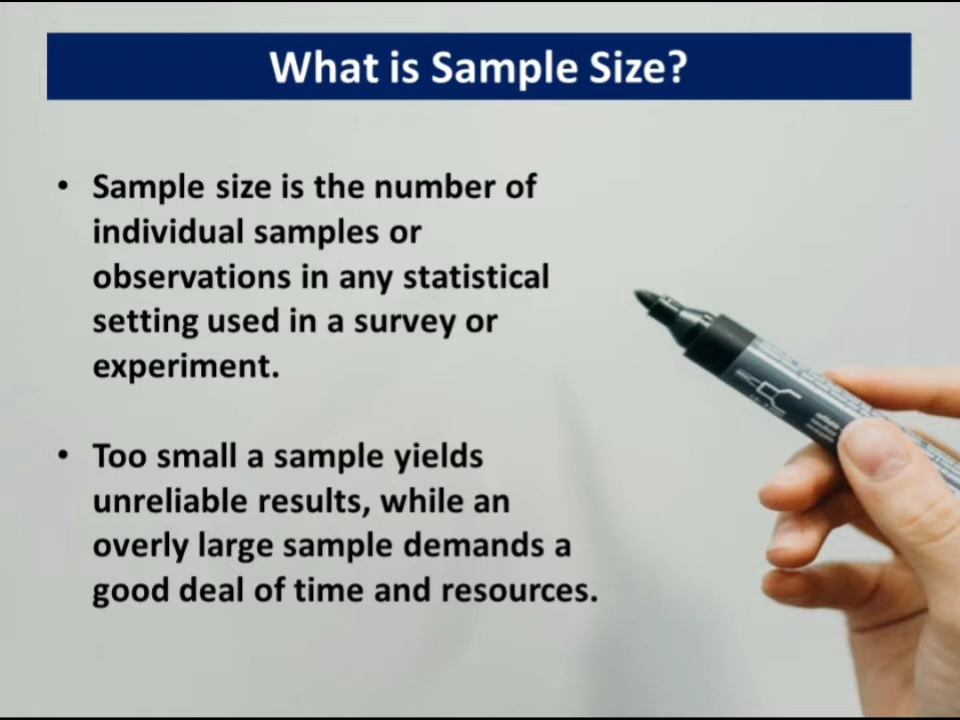 What is Sample Size?
• Sample size is the number of
individual samples or
observations in any statistical
setting used in a survey or
experiment.
• Too small a sample yields
unreliable results, while an
overly large sample demands a
good deal of time and resources.